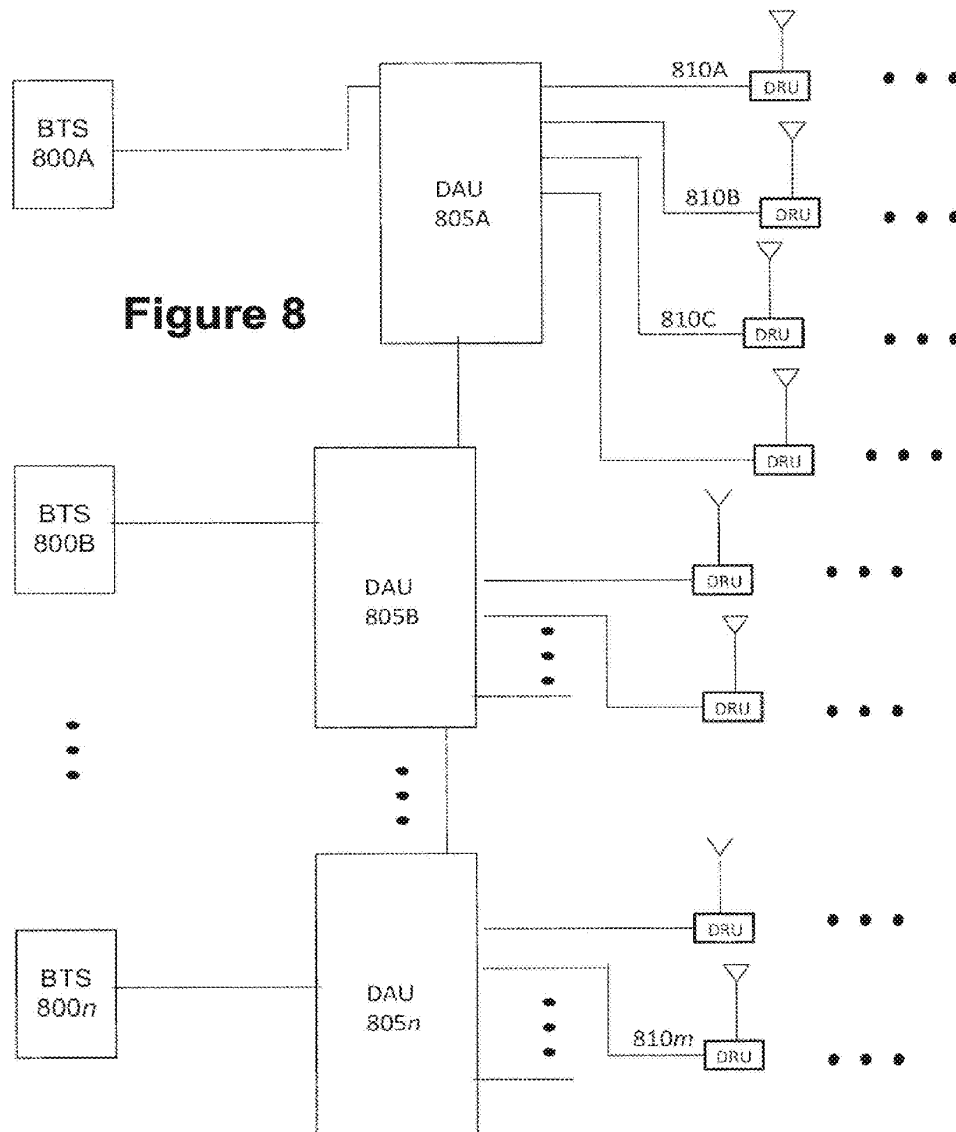 810A
DRU
BTS
800A
DAU
805A
810B
DRU
Figure 8
810C
DRU
DRU
BTS
800B
DAU
805B
DRU
DRU
DRU
BTS
800n
DAU
805n
810m
DRU